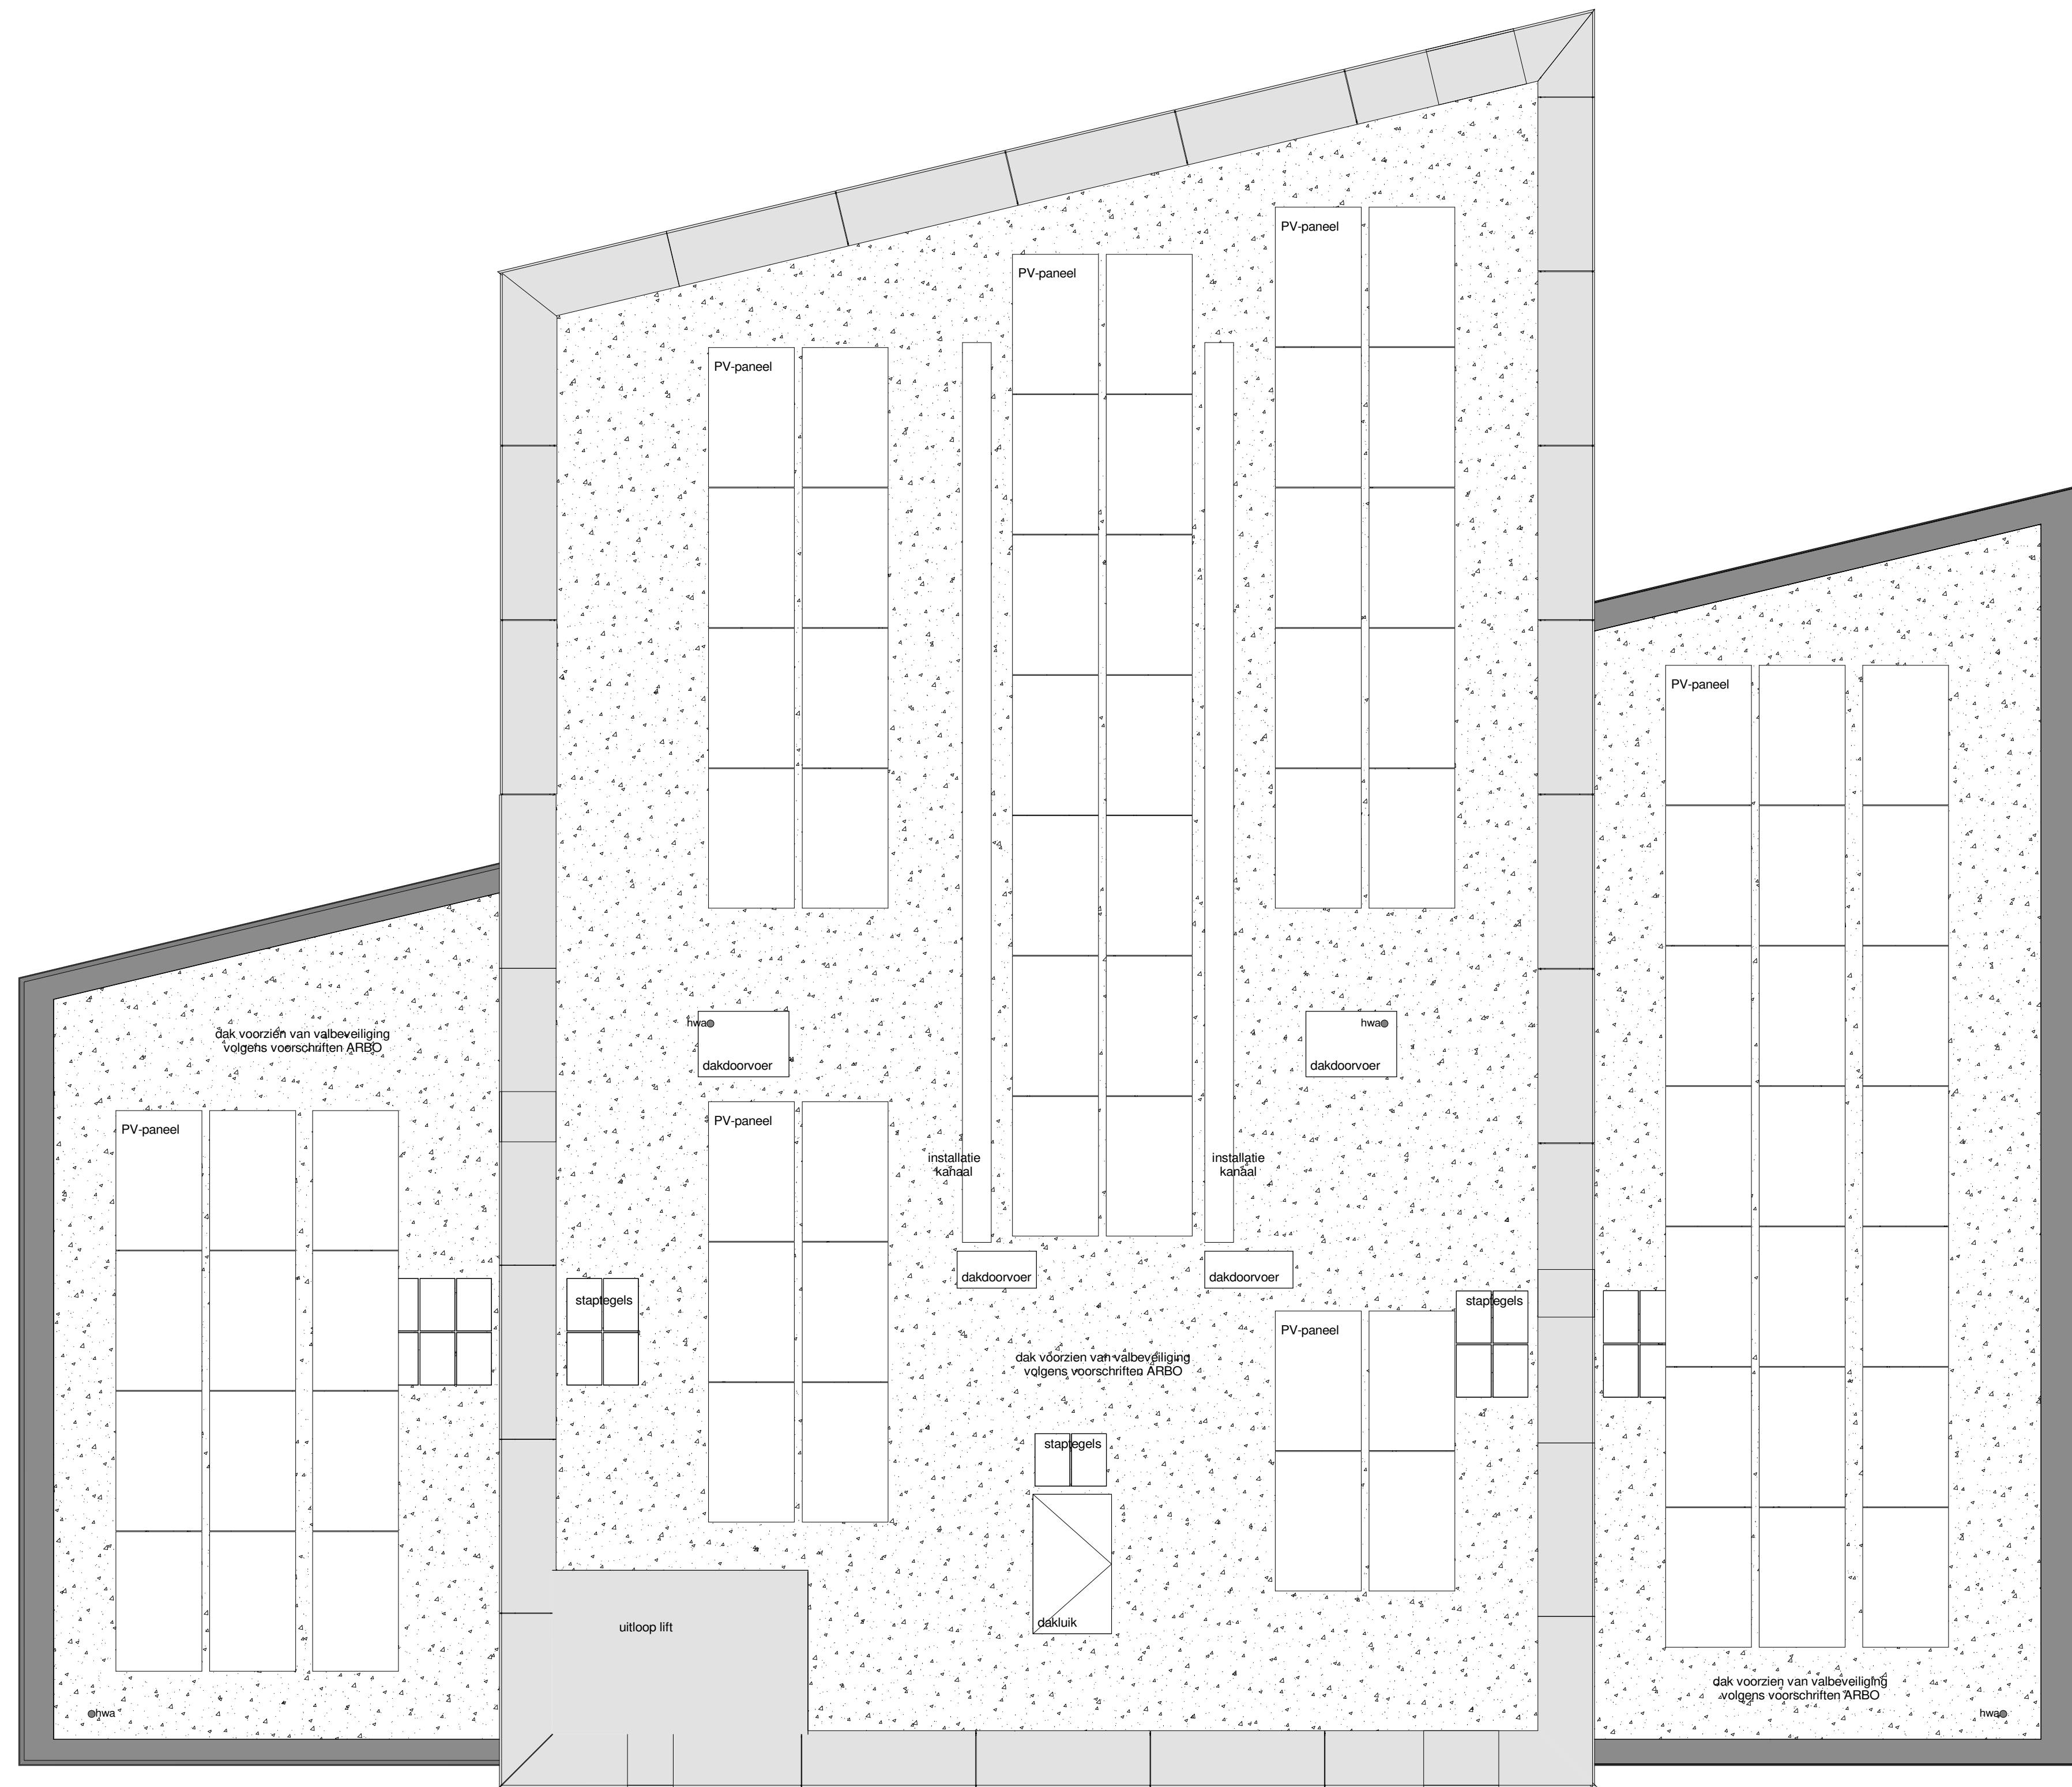 PV-paneel
PV-paneel
PV-paneel
PV-paneel
hwa
dakdoorvoer
hwa
dakdoorvoer
dak voorzien van valbeveiliging
volgens voorschriften ARBO
PV-paneel
PV-paneel
installatie
kanaal
installatie
kanaal
dakdoorvoer
dakdoorvoer
staptegels
staptegels
PV-paneel
dak voorzien van valbeveiliging
volgens voorschriften ARBO
staptegels
dakluik
uitloop lift
dak voorzien van valbeveiliging
volgens voorschriften ARBO
hwa
hwa